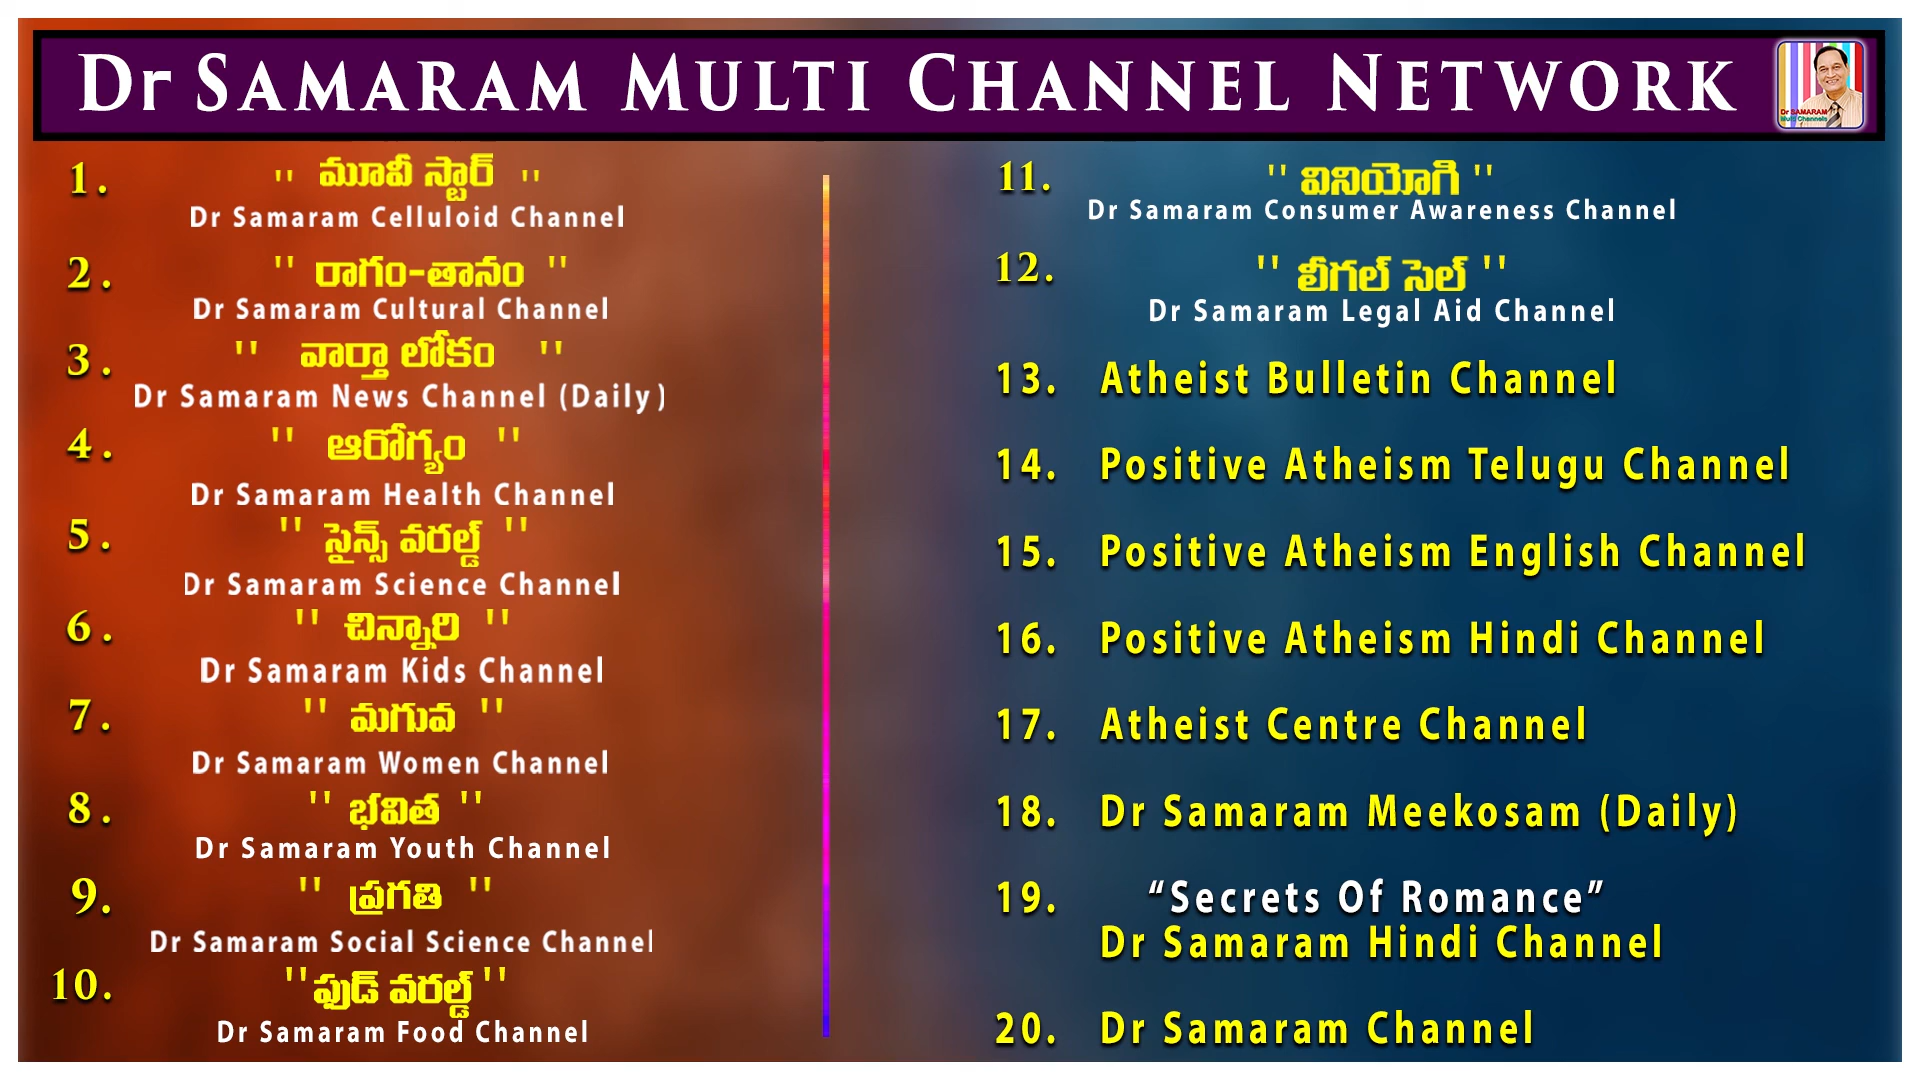 Dr SAMARAM MULTI CHANNEL NETWORK
Dr SAMARAM
Multi Channels
1. " మూవీ స్టార్ "
Dr Samaram Celluloid Channel
2. " రాగం-తానం "
Dr Samaram Cultural Channel
3. " వార్తా లోకం "
Dr Samaram News Channel (Daily)
4. " ఆరోగ్యం "
Dr Samaram Health Channel
5. " సైన్స్ వరల్డ్ "
Dr Samaram Science Channel
6. " చిన్నారి "
Dr Samaram Kids Channel
7. " మగువ "
Dr Samaram Women Channel
8. " భవిత "
Dr Samaram Youth Channel
9. " ప్రగతి "
Dr Samaram Social Science Channel
10. " ఫుడ్ వరల్డ్ "
Dr Samaram Food Channel
11. " వినియోగి "
Dr Samaram Consumer Awareness Channel
12. " లీగల్ సెల్ "
Dr Samaram Legal Aid Channel
13. Atheist Bulletin Channel
14. Positive Atheism Telugu Channel
15. Positive Atheism English Channel
16. Positive Atheism Hindi Channel
17. Atheist Centre Channel
18. Dr Samaram Meekosam (Daily)
19. “Secrets Of Romance”
Dr Samaram Hindi Channel
20. Dr Samaram Channel